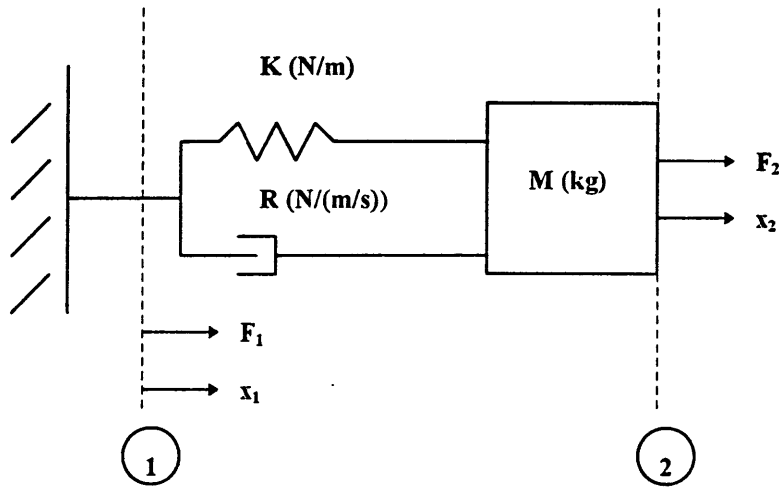 K (N/m)
R (N/(m/s))
M (kg)
F₂
x₂
F₁
x₁
1
2